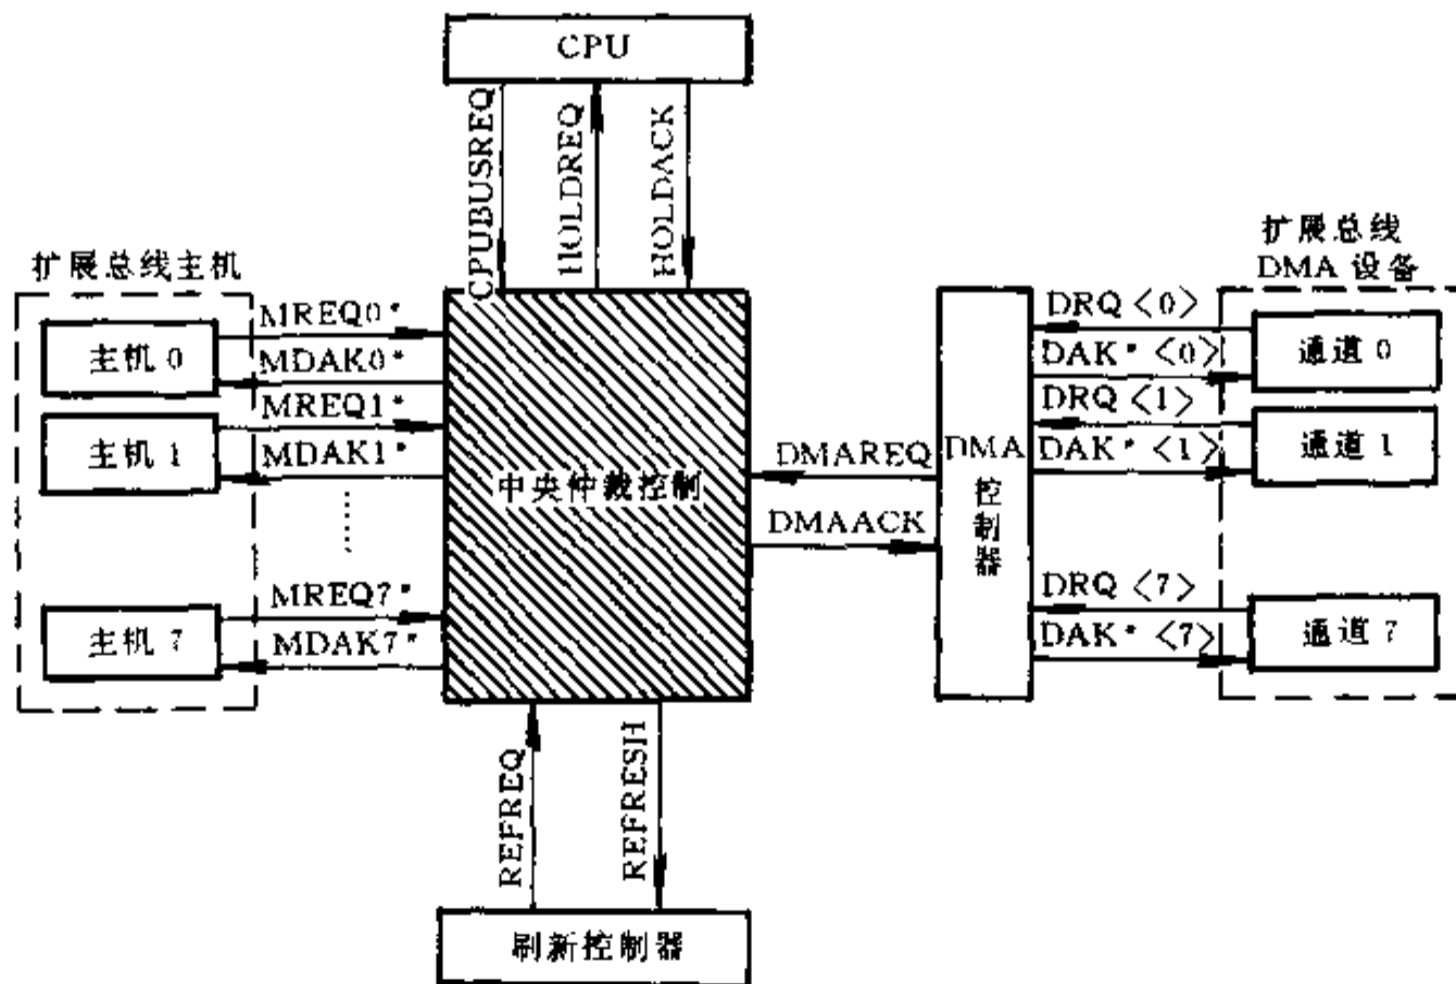 CPU
CPUBUSREQ
HOLDREQ
HOLDACK
扩展总线主机
主机 0
主机 1
主机 7
MREQ0*
MDAK0*
MREQ1*
MDAK1*
……
MREQ7*
MDAK7*
中央仲裁控制
DMAREQ
DMAACK
DMA
控
制
器
扩展总线
DMA 设备
DRQ <0>
DAK* <0>
DRQ <1>
DAK* <1>
DRQ <7>
DAK* <7>
通道 0
通道 1
通道 7
REFREQ
REFRESH
刷新控制器